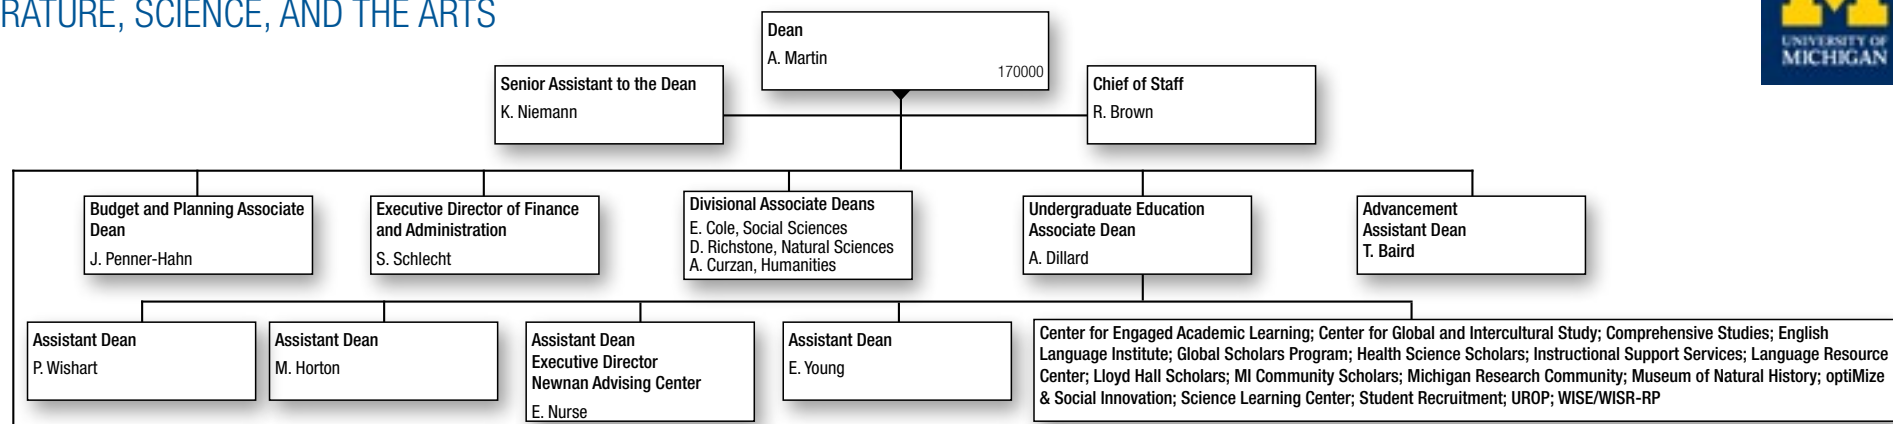 RATURE, SCIENCE, AND THE ARTS
UNIVERSITY OF
MICHIGAN
Dean
A. Martin
170000
Senior Assistant to the Dean
K. Niemann
Chief of Staff
R. Brown
Budget and Planning Associate
Dean
J. Penner-Hahn
Executive Director of Finance
and Administration
S. Schlecht
Divisional Associate Deans
E. Cole, Social Sciences
D. Richstone, Natural Sciences
A. Curzan, Humanities
Undergraduate Education
Associate Dean
A. Dillard
Advancement
Assistant Dean
T. Baird
Assistant Dean
P. Wishart
Assistant Dean
M. Horton
Assistant Dean
Executive Director
Newnan Advising Center
E. Nurse
Assistant Dean
E. Young
Center for Engaged Academic Learning; Center for Global and Intercultural Study; Comprehensive Studies; English
Language Institute; Global Scholars Program; Health Science Scholars; Instructional Support Services; Language Resource
Center; Lloyd Hall Scholars; MI Community Scholars; Michigan Research Community; Museum of Natural History; optiMize
& Social Innovation; Science Learning Center; Student Recruitment; UROP; WISE/WISR-RP